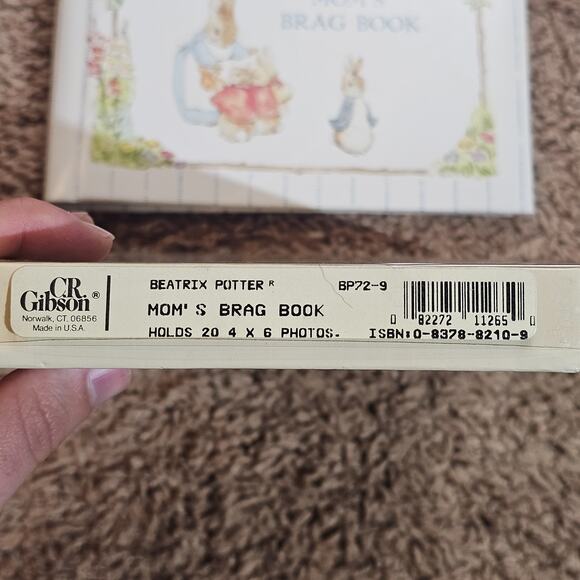 MOM'S
BRAG BOOK
C.R.
Gibson®
Norwalk, CT. 06856
Made in U.S.A.
BEATRIX POTTER R
BP72-9
MOM'S BRAG BOOK
HOLDS 20 4 X 6 PHOTOS.
0 82272 11265 0
ISBN:0-8378-8210-9